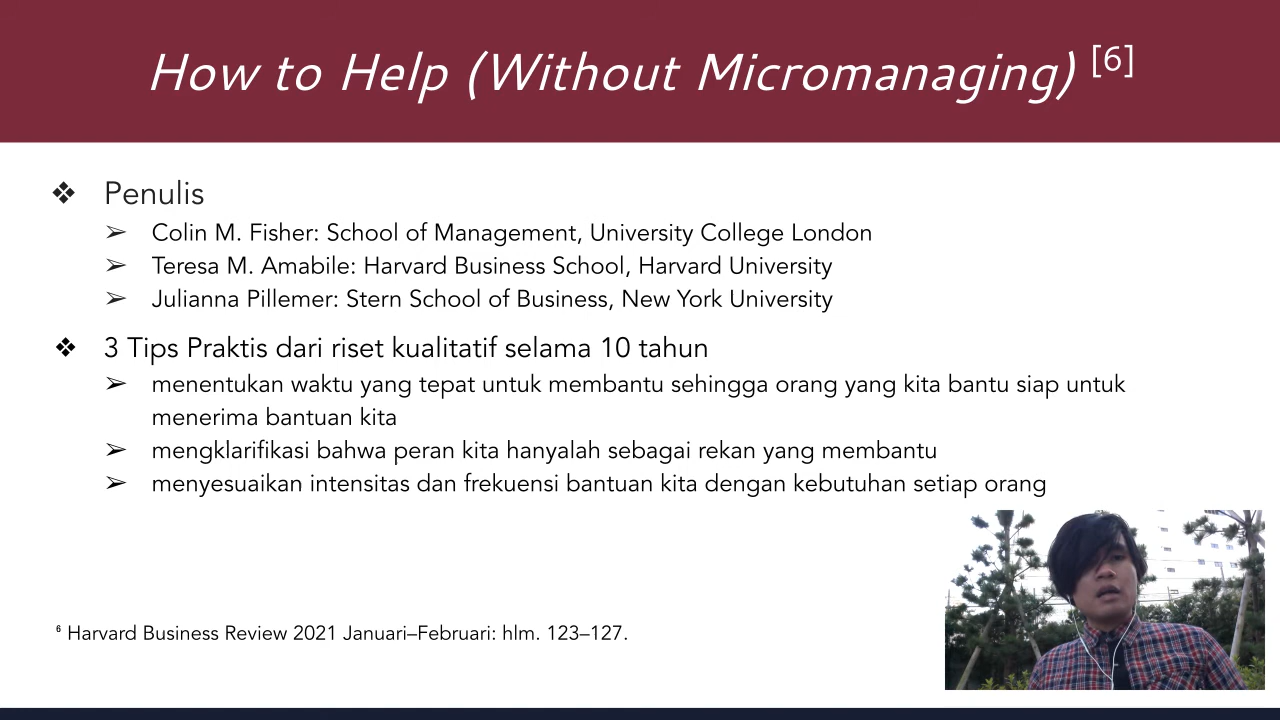 How to Help (Without Micromanaging) [6]
❖ Penulis
➢ Colin M. Fisher: School of Management, University College London
➢ Teresa M. Amabile: Harvard Business School, Harvard University
➢ Julianna Pillemer: Stern School of Business, New York University
❖ 3 Tips Praktis dari riset kualitatif selama 10 tahun
➢ menentukan waktu yang tepat untuk membantu sehingga orang yang kita bantu siap untuk
menerima bantuan kita
➢ mengklarifikasi bahwa peran kita hanyalah sebagai rekan yang membantu
➢ menyesuaikan intensitas dan frekuensi bantuan kita dengan kebutuhan setiap orang
⁶ Harvard Business Review 2021 Januari–Februari: hlm. 123–127.